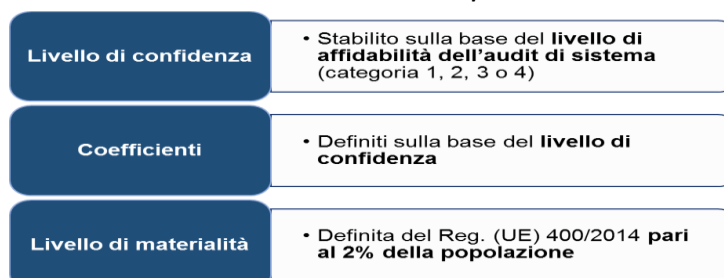 Livello di confidenza
• Stabilito sulla base del livello di
affidabilità dell'audit di sistema
(categoria 1, 2, 3 o 4)
Coefficienti
• Definiti sulla base del livello di
confidenza
Livello di materialità
• Definita del Reg. (UE) 400/2014 pari
al 2% della popolazione